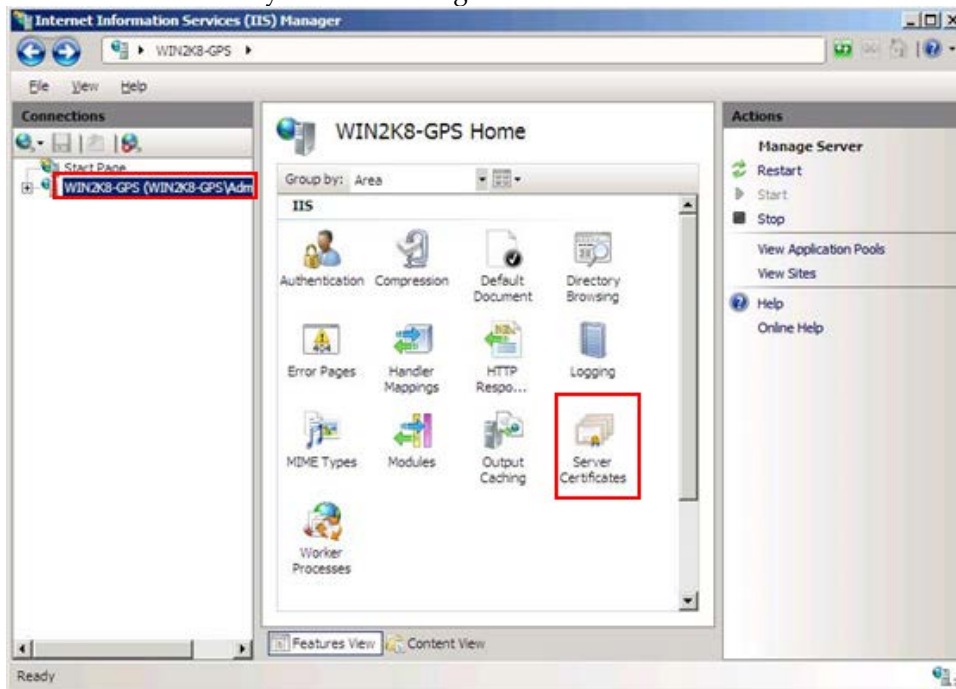 Internet Information Services (IIS) Manager
WIN2K8-GPS
File View Help
Connections
Start Page
WIN2K8-GPS (WIN2K8-GPS\Adm
WIN2K8-GPS Home
Group by: Area
IIS
Authentication
Compression
Default
Document
Directory
Browsing
404
Error Pages
Handler
Mappings
HTTP
Respo...
Logging
MIME Types
Modules
Output
Caching
Server
Certificates
Worker
Processes
Features View
Content View
Actions
Manage Server
Restart
Start
Stop
View Application Pools
View Sites
Help
Online Help
Ready